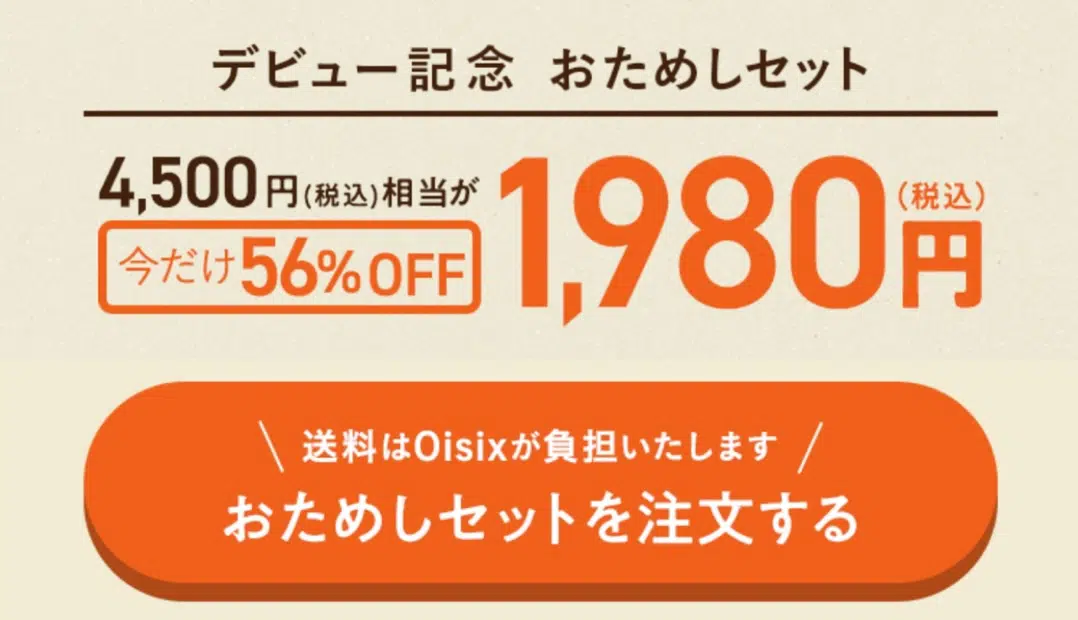 デビュー記念 おためしセット
4,500円(税込)相当が
今だけ56%OFF
1,980円(税込)
送料はOisixが負担いたします
おためしセットを注文する